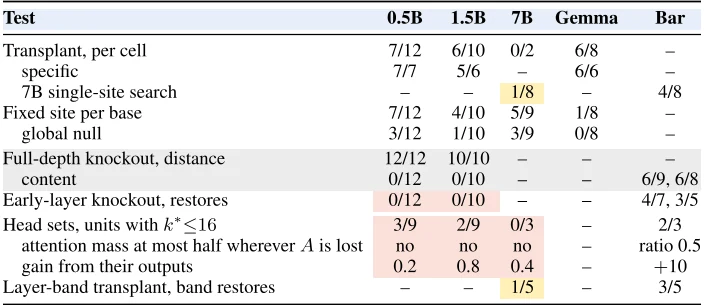 Test 0.5B 1.5B 7B Gemma Bar
Transplant, per cell 7/12 6/10 0/2 6/8 –
specific 7/7 5/6 – 6/6 –
7B single-site search – – 1/8 – 4/8
Fixed site per base 7/12 4/10 5/9 1/8 –
global null 3/12 1/10 3/9 0/8 –
Full-depth knockout, distance 12/12 10/10 – – –
content 0/12 0/10 – – 6/9, 6/8
Early-layer knockout, restores 0/12 0/10 – – 4/7, 3/5
Head sets, units with k*≤16 3/9 2/9 0/3 – 2/3
attention mass at most half wherever A is lost no no no – ratio 0.5
gain from their outputs 0.2 0.8 0.4 – +10
Layer-band transplant, band restores – – 1/5 – 3/5